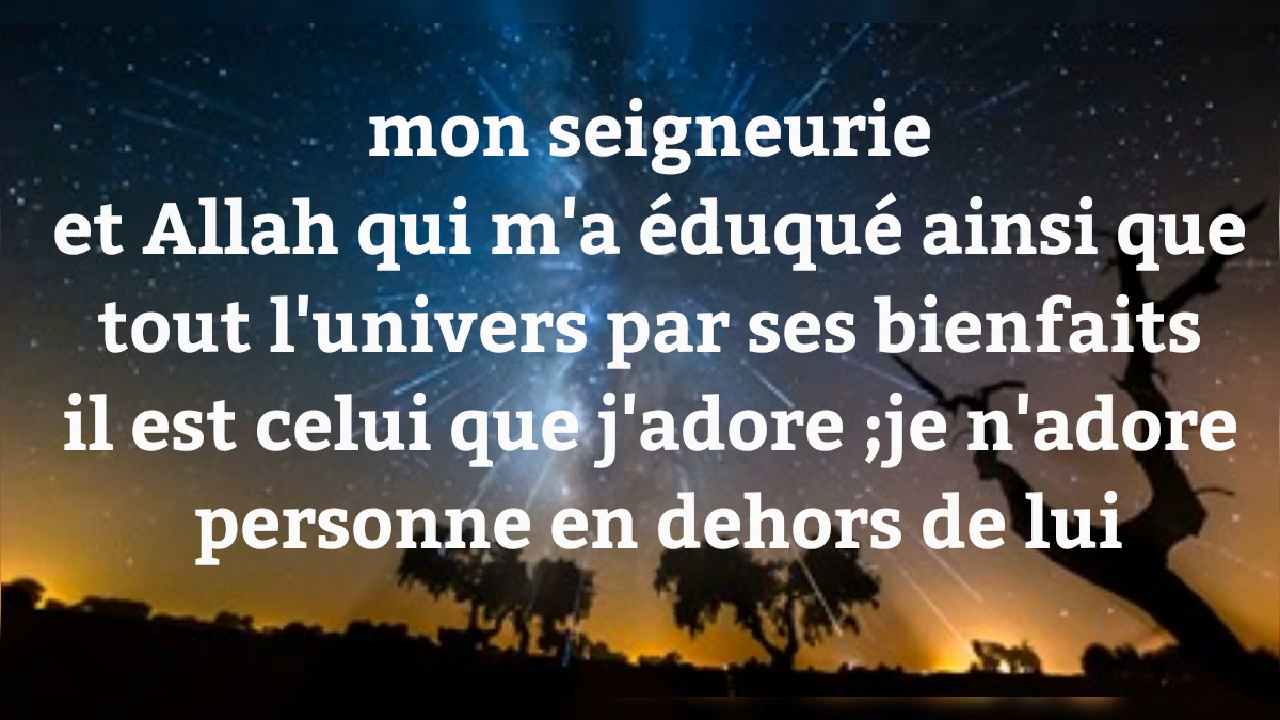 mon seigneurie
et Allah qui m'a éduqué ainsi que
tout l'univers par ses bienfaits
il est celui que j'adore ;je n'adore
personne en dehors de lui